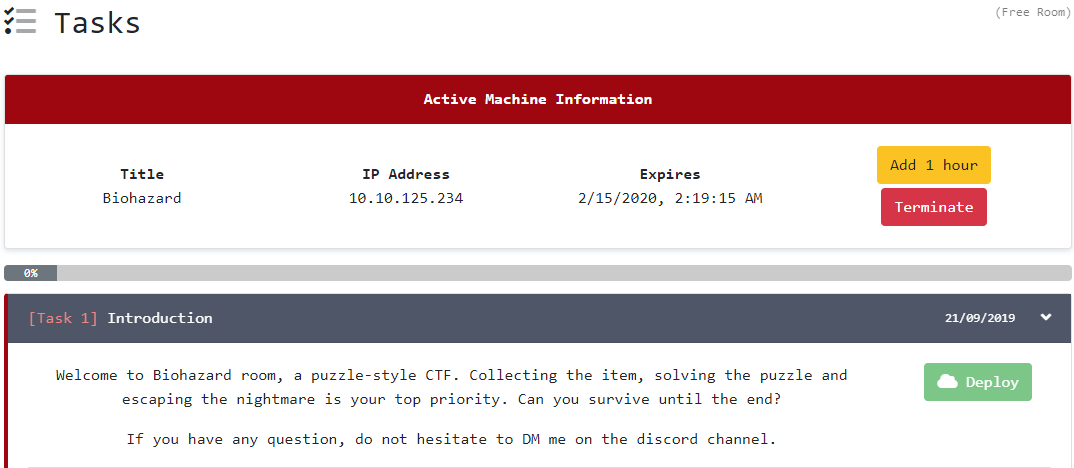 Tasks
(Free Room)
Active Machine Information
Title IP Address Expires Add 1 hour
Biohazard 10.10.125.234 2/15/2020, 2:19:15 AM
Terminate
0%
[Task 1] Introduction 21/09/2019
Welcome to Biohazard room, a puzzle-style CTF. Collecting the item, solving the puzzle and Deploy
escaping the nightmare is your top priority. Can you survive until the end?
If you have any question, do not hesitate to DM me on the discord channel.